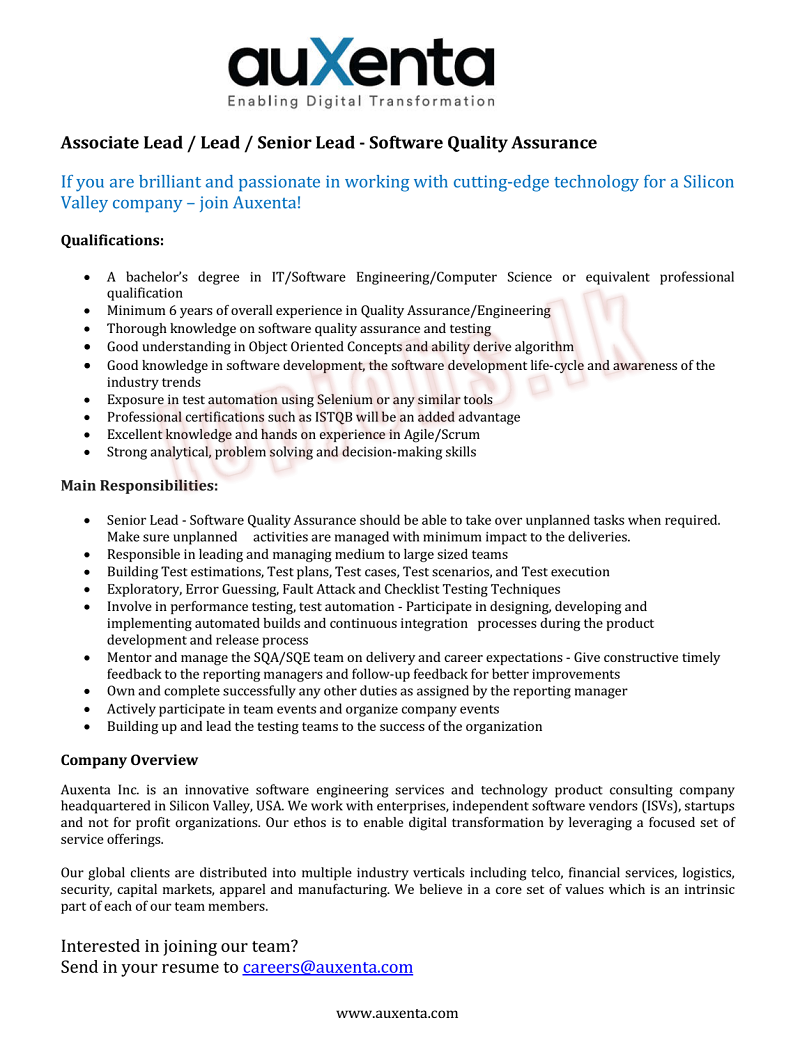 auXenta
Enabling Digital Transformation
Associate Lead / Lead / Senior Lead - Software Quality Assurance
If you are brilliant and passionate in working with cutting-edge technology for a Silicon
Valley company – join Auxenta!
Qualifications:
• A bachelor's degree in IT/Software Engineering/Computer Science or equivalent professional
qualification
• Minimum 6 years of overall experience in Quality Assurance/Engineering
• Thorough knowledge on software quality assurance and testing
• Good understanding in Object Oriented Concepts and ability derive algorithm
• Good knowledge in software development, the software development life-cycle and awareness of the
industry trends
• Exposure in test automation using Selenium or any similar tools
• Professional certifications such as ISTQB will be an added advantage
• Excellent knowledge and hands on experience in Agile/Scrum
• Strong analytical, problem solving and decision-making skills
topjobs.lk
Main Responsibilities:
• Senior Lead - Software Quality Assurance should be able to take over unplanned tasks when required.
Make sure unplanned activities are managed with minimum impact to the deliveries.
• Responsible in leading and managing medium to large sized teams
• Building Test estimations, Test plans, Test cases, Test scenarios, and Test execution
• Exploratory, Error Guessing, Fault Attack and Checklist Testing Techniques
• Involve in performance testing, test automation - Participate in designing, developing and
implementing automated builds and continuous integration processes during the product
development and release process
• Mentor and manage the SQA/SQE team on delivery and career expectations - Give constructive timely
feedback to the reporting managers and follow-up feedback for better improvements
• Own and complete successfully any other duties as assigned by the reporting manager
• Actively participate in team events and organize company events
• Building up and lead the testing teams to the success of the organization
Company Overview
Auxenta Inc. is an innovative software engineering services and technology product consulting company
headquartered in Silicon Valley, USA. We work with enterprises, independent software vendors (ISVs), startups
and not for profit organizations. Our ethos is to enable digital transformation by leveraging a focused set of
service offerings.
Our global clients are distributed into multiple industry verticals including telco, financial services, logistics,
security, capital markets, apparel and manufacturing. We believe in a core set of values which is an intrinsic
part of each of our team members.
Interested in joining our team?
Send in your resume to careers@auxenta.com
www.auxenta.com